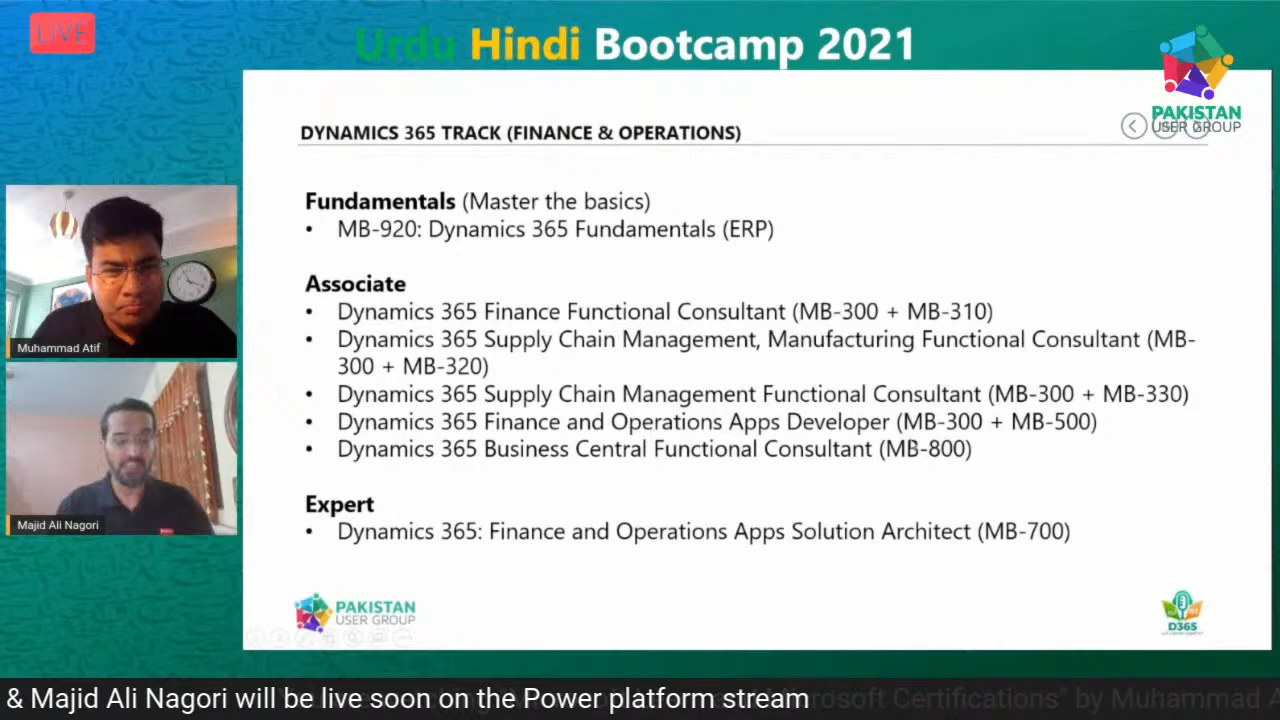 LIVE
Urdu Hindi Bootcamp 2021
PAKISTAN
USER GROUP
DYNAMICS 365 TRACK (FINANCE & OPERATIONS)
Fundamentals (Master the basics)
• MB-920: Dynamics 365 Fundamentals (ERP)
Associate
• Dynamics 365 Finance Functional Consultant (MB-300 + MB-310)
• Dynamics 365 Supply Chain Management, Manufacturing Functional Consultant (MB-
300 + MB-320)
• Dynamics 365 Supply Chain Management Functional Consultant (MB-300 + MB-330)
• Dynamics 365 Finance and Operations Apps Developer (MB-300 + MB-500)
• Dynamics 365 Business Central Functional Consultant (MB-800)
Expert
• Dynamics 365: Finance and Operations Apps Solution Architect (MB-700)
Muhammad Atif
Majid Ali Nagori
PAKISTAN
USER GROUP
D365
& Majid Ali Nagori will be live soon on the Power platform stream
Certifications" by Muhammad A